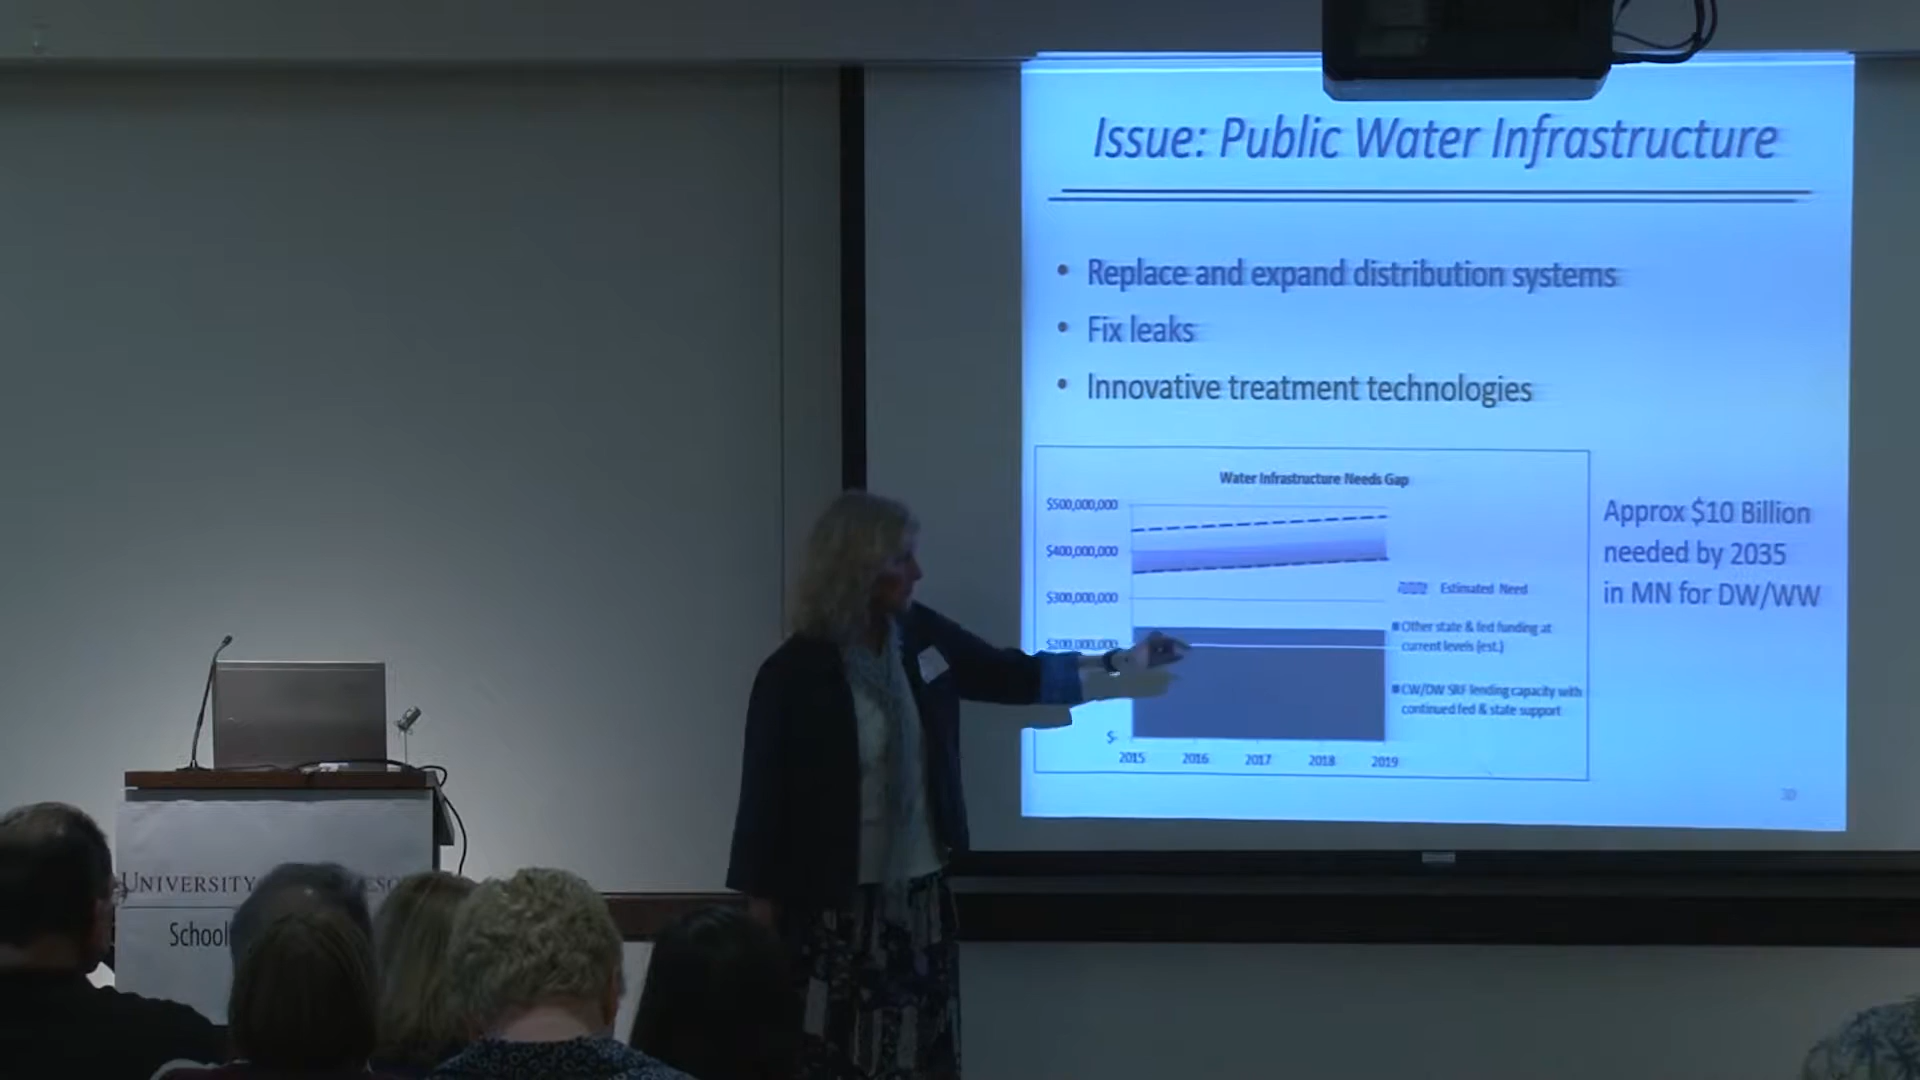 Issue: Public Water Infrastructure
• Replace and expand distribution systems
• Fix leaks
• Innovative treatment technologies
Water Infrastructure Needs Gap
$500,000,000
$400,000,000
$300,000,000
$200,000,000
$-
2015 2016 2017 2018 2019
Estimated Need
Other state & fed funding at
current levels (est.)
CW/DW SRF lending capacity with
continued fed & state support
Approx $10 Billion
needed by 2035
in MN for DW/WW
UNIVERSITY
School